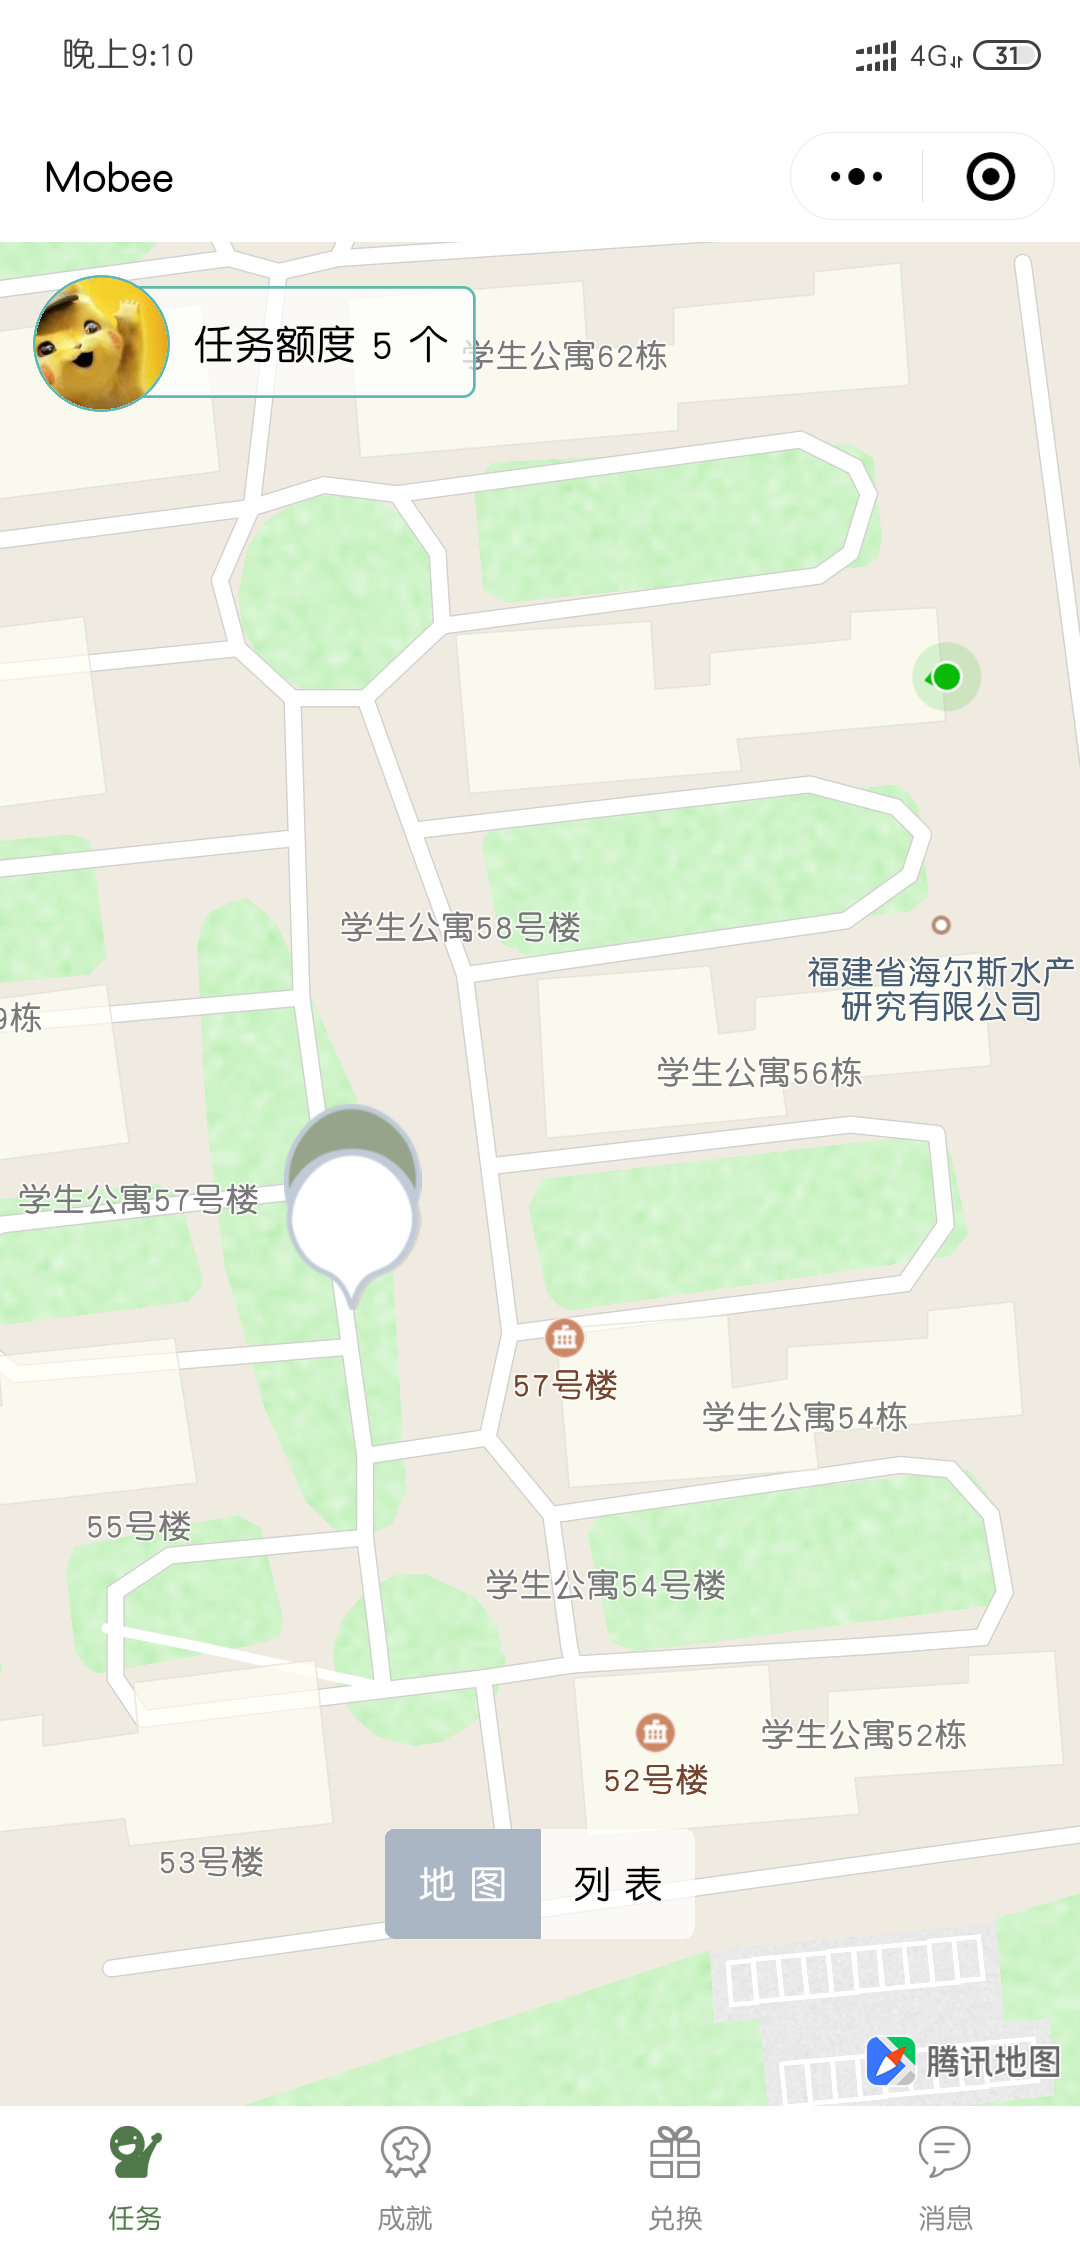 晚上9:10
4G
31
Mobee
任务额度 5 个
学生公寓62栋
学生公寓58号楼
福建省海尔斯水产
研究有限公司
9栋
学生公寓56栋
学生公寓57号楼
57号楼
学生公寓54栋
55号楼
学生公寓54号楼
学生公寓52栋
52号楼
53号楼
地图
列表
腾讯地图
任务
成就
兑换
消息